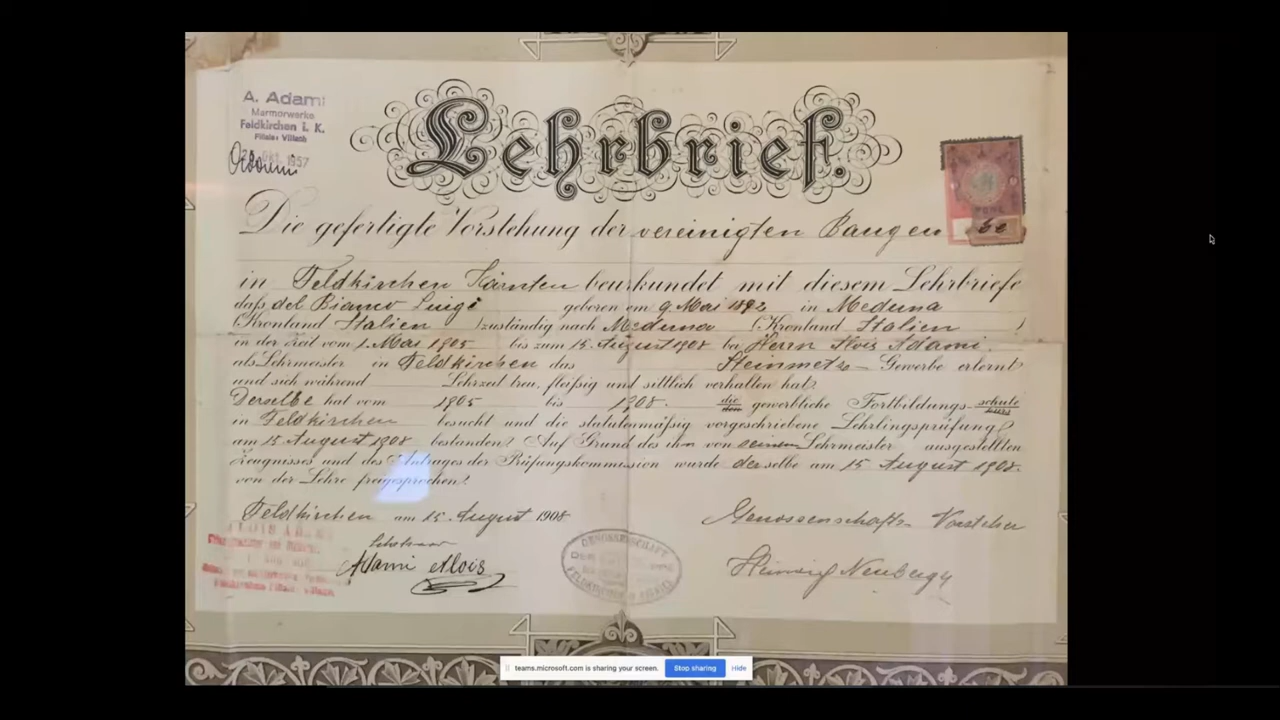 A. Adami
Marmorwerke
Feldkirchen i. K.
Filiale: Villach
1957
Lehrbrief.
Die gefertigte Vorstehung der vereinigten Baugen
in Feldkirchen Kärnten beurkundet mit diesem Lehrbriefe
daß del Bianco Luigi geboren am 9. Mai 1892 in Meduna
(Kronland Italien) zuständig nach Meduna (Kronland Italien)
in der Zeit vom 1. Mai 1905 bis zum 15. August 1908 bei Herrn Alois Adami
als Lehrmeister in Feldkirchen das Steinmetz- Gewerbe erlernt
und sich während Lehrzeit treu, fleißig und sittlich verhalten hat.
Derselbe hat vom 1905 bis 1908. die gewerbliche Fortbildungs- schule
in Feldkirchen besucht und die statutenmäßig vorgeschriebene Lehrlingsprüfung
am 15 August 1908 bestanden. Auf Grund des ihm von seinem Lehrmeister ausgestellten
Zeugnisses und des Antrages der Prüfungskommission wurde derselbe am 15 August 1908.
von der Lehre freigesprochen.
Feldkirchen am 15. August 1908
Genossenschafts Vorsteher
Adami Alois
GENOSSENSCHAFT
teams.microsoft.com is sharing your screen.
Stop sharing
Hide